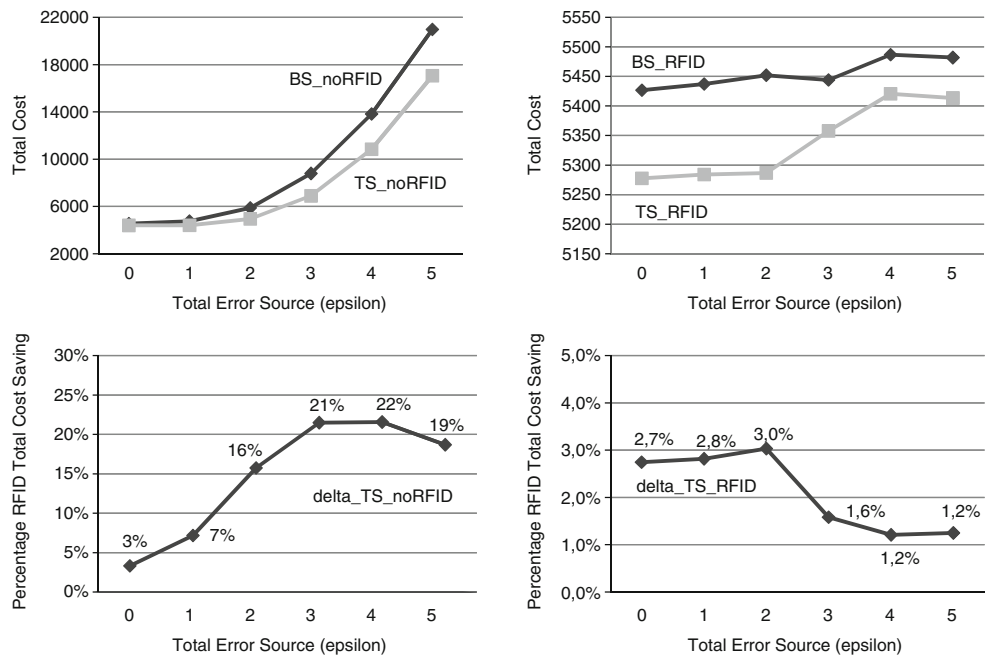 22000
18000
14000
10000
6000
2000
Total Cost
BS_noRFID
TS_noRFID
0 1 2 3 4 5
Total Error Source (epsilon)
5550
5500
5450
5400
5350
5300
5250
5200
5150
Total Cost
BS_RFID
TS_RFID
0 1 2 3 4 5
Total Error Source (epsilon)
30%
25%
20%
15%
10%
5%
0%
Percentage RFID Total Cost Saving
3%
7%
16%
21%
22%
19%
delta_TS_noRFID
0 1 2 3 4 5
Total Error Source (epsilon)
5,0%
4,0%
3,0%
2,0%
1,0%
0,0%
Percentage RFID Total Cost Saving
2,7%
2,8%
3,0%
1,6%
1,2%
1,2%
delta_TS_RFID
0 1 2 3 4 5
Total Error Source (epsilon)